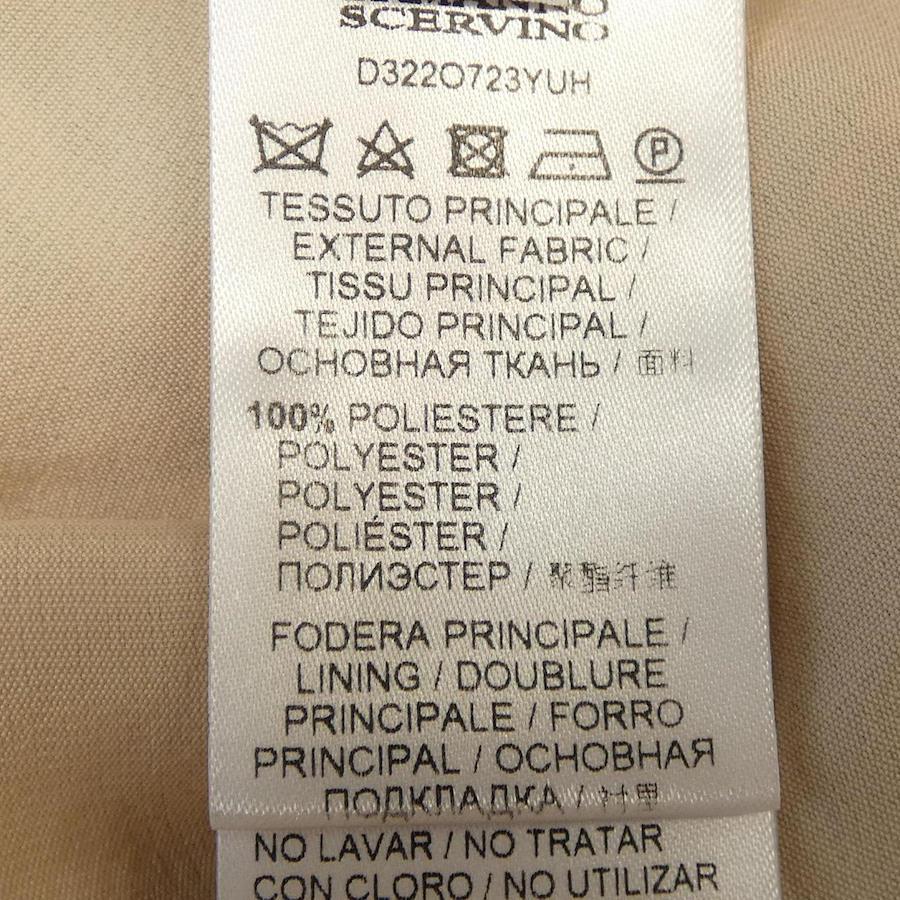 SCERVINO
D322O723YUH
P
TESSUTO PRINCIPALE /
EXTERNAL FABRIC /
TISSU PRINCIPAL /
TEJIDO PRINCIPAL /
ОСНОВНАЯ ТКАНЬ / 面料
100% POLIESTERE /
POLYESTER /
POLYESTER /
POLIÉSTER /
ПОЛИЭСТЕР / 聚酯纤维
FODERA PRINCIPALE /
LINING / DOUBLURE
PRINCIPALE / FORRO
PRINCIPAL / ОСНОВНАЯ
ПОДКЛАДКА / 衬里
NO LAVAR / NO TRATAR
CON CLORO / NO UTILIZAR